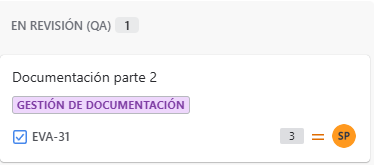 EN REVISIÓN (QA) 1
Documentación parte 2
GESTIÓN DE DOCUMENTACIÓN
EVA-31 3 SP